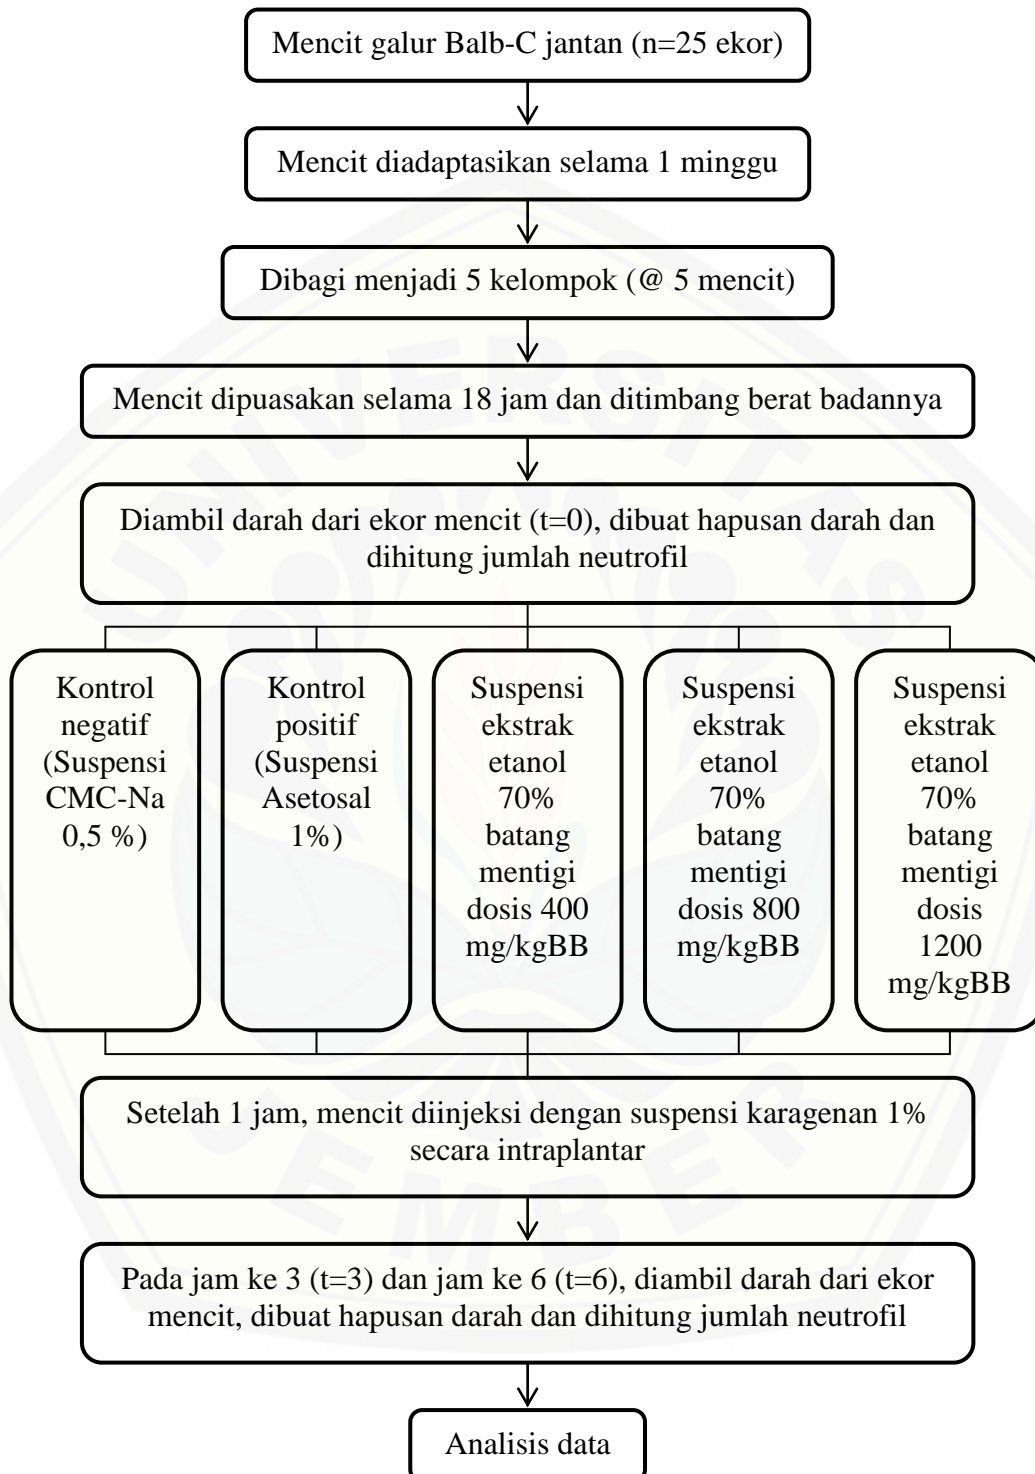 Mencit galur Balb-C jantan (n=25 ekor)
Mencit diadaptasikan selama 1 minggu
Dibagi menjadi 5 kelompok (@ 5 mencit)
Mencit dipuasakan selama 18 jam dan ditimbang berat badannya
Diambil darah dari ekor mencit (t=0), dibuat hapusan darah dan
dihitung jumlah neutrofil
Kontrol
negatif
(Suspensi
CMC-Na
0,5 %)
Kontrol
positif
(Suspensi
Asetosal
1%)
Suspensi
ekstrak
etanol
70%
batang
mentigi
dosis 400
mg/kgBB
Suspensi
ekstrak
etanol
70%
batang
mentigi
dosis 800
mg/kgBB
Suspensi
ekstrak
etanol
70%
batang
mentigi
dosis
1200
mg/kgBB
Setelah 1 jam, mencit diinjeksi dengan suspensi karagenan 1%
secara intraplantar
Pada jam ke 3 (t=3) dan jam ke 6 (t=6), diambil darah dari ekor
mencit, dibuat hapusan darah dan dihitung jumlah neutrofil
Analisis data
UNIVERSITAS
JEMBER